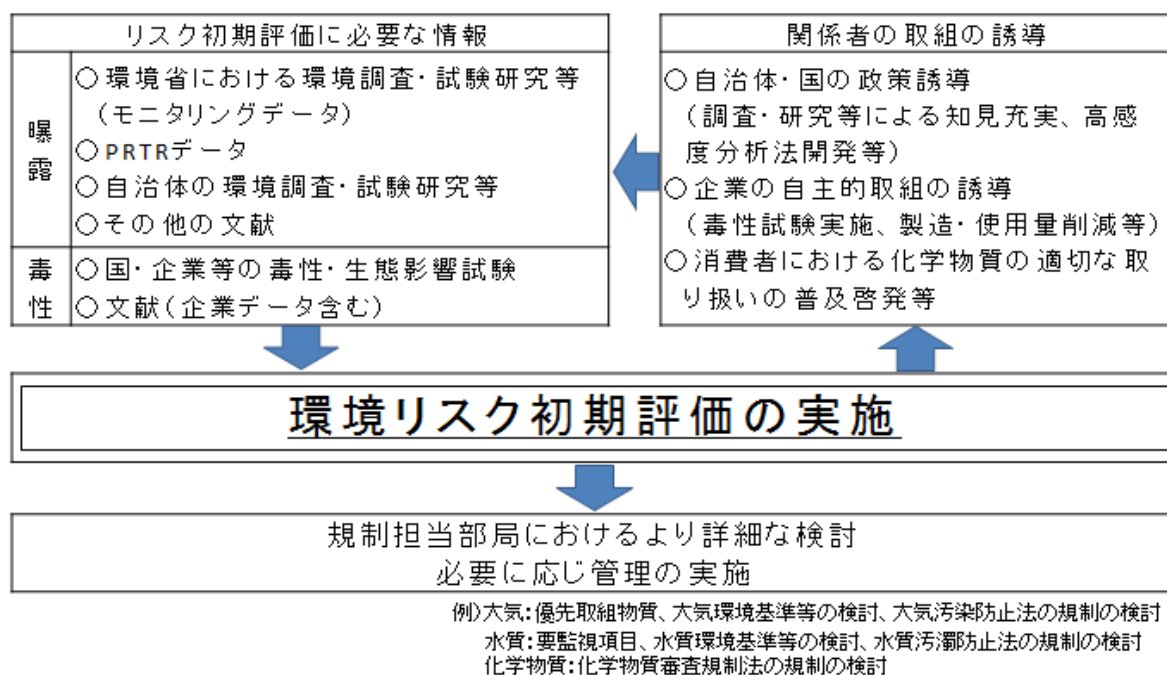 リスク初期評価に必要な情報
曝露
○環境省における環境調査・試験研究等
(モニタリングデータ)
○PRTRデータ
○自治体の環境調査・試験研究等
○その他の文献
毒性
○国・企業等の毒性・生態影響試験
○文献(企業データ含む)
関係者の取組の誘導
○自治体・国の政策誘導
(調査・研究等による知見充実、高感
度分析法開発等)
○企業の自主的取組の誘導
(毒性試験実施、製造・使用量削減等)
○消費者における化学物質の適切な取
り扱いの普及啓発等
環境リスク初期評価の実施
規制担当部局におけるより詳細な検討
必要に応じ管理の実施
例)大気:優先取組物質、大気環境基準等の検討、大気汚染防止法の規制の検討
水質:要監視項目、水質環境基準等の検討、水質汚濁防止法の規制の検討
化学物質:化学物質審査規制法の規制の検討